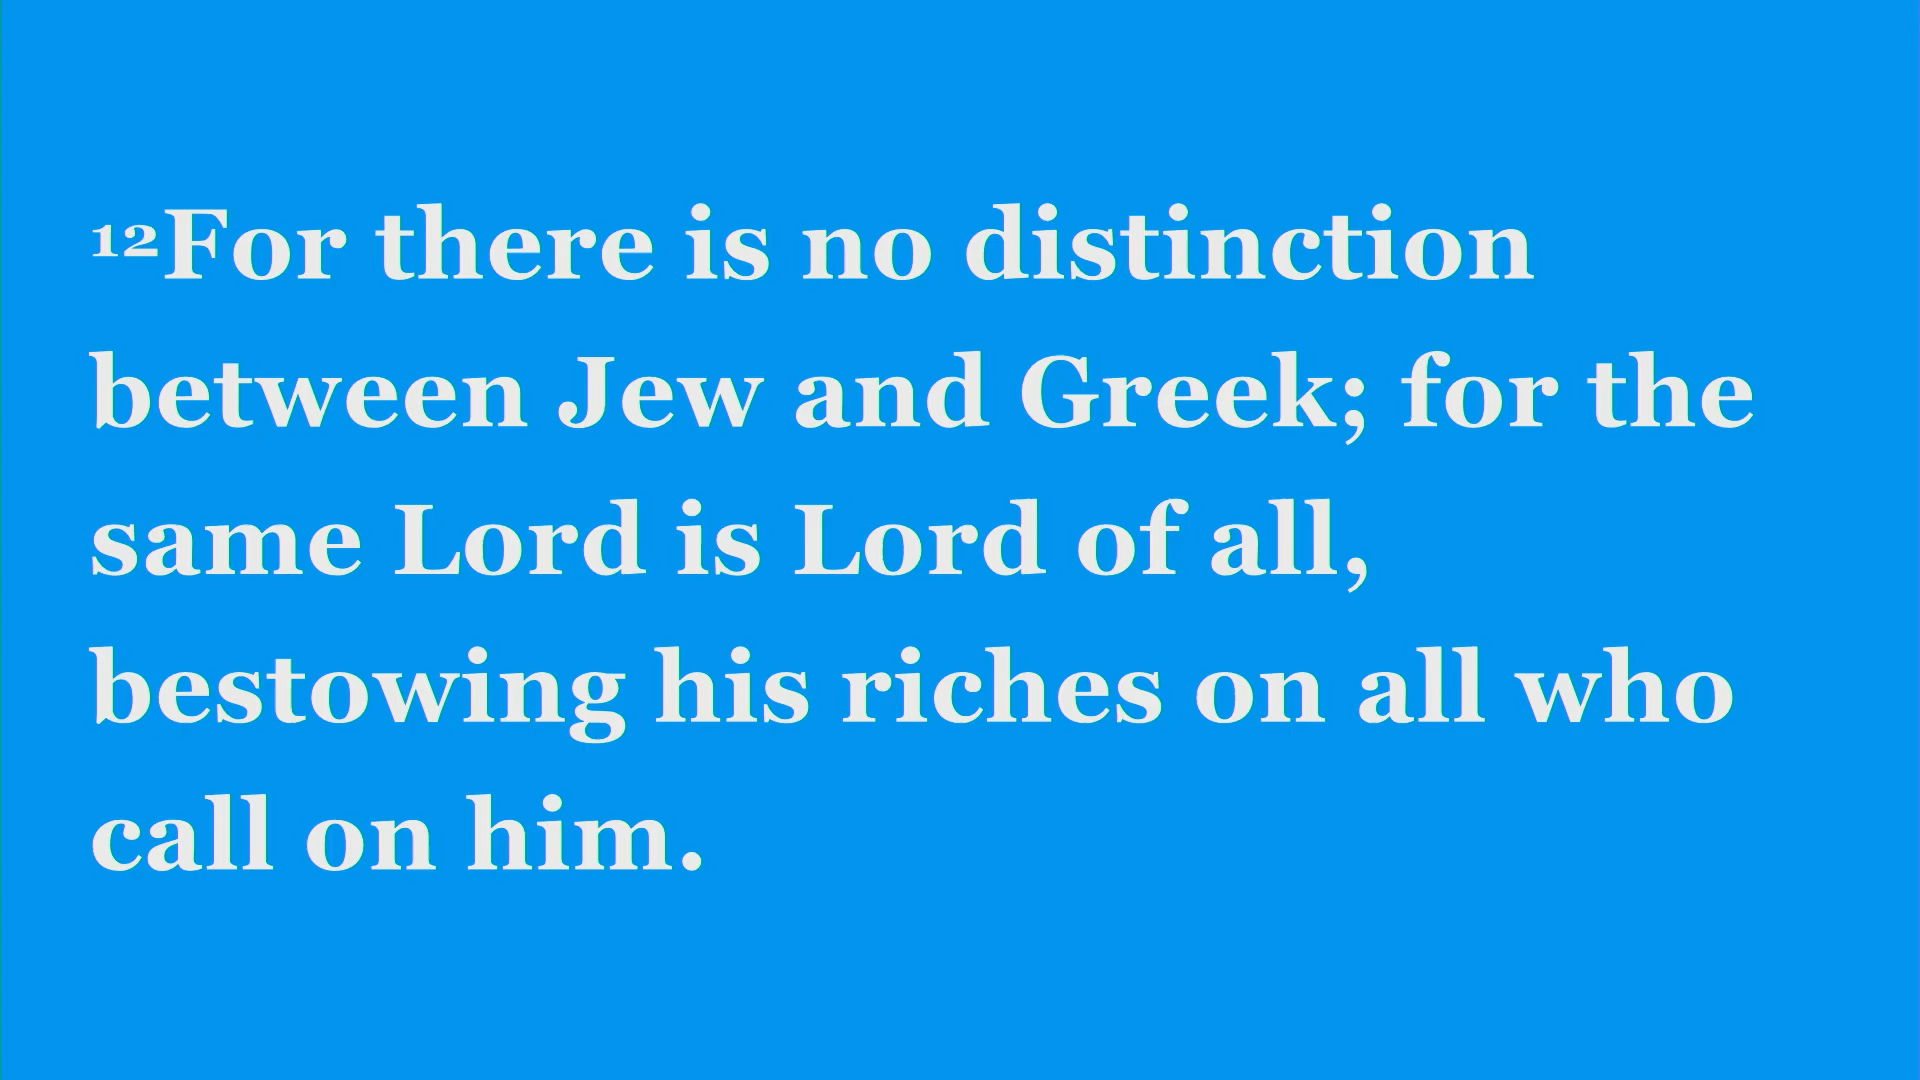 ¹²For there is no distinction
between Jew and Greek; for the
same Lord is Lord of all,
bestowing his riches on all who
call on him.